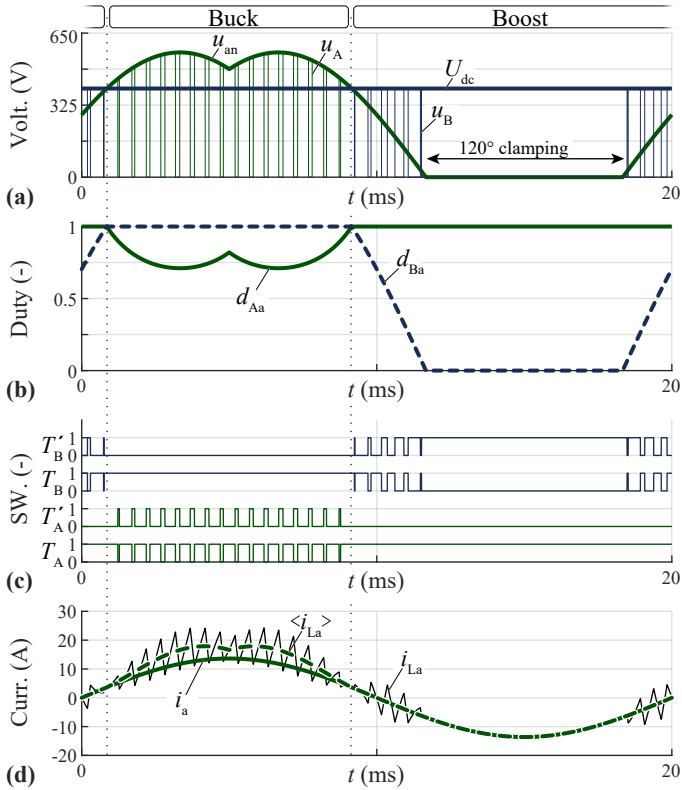 Buck Boost
650
325
0
Volt. (V)
u_an
u_A
U_dc
u_B
120° clamping
(a)
t (ms)
20
1
0.5
0
Duty (-)
d_Aa
d_Ba
(b)
0
t (ms)
20
SW. (-)
T′_B 1
0
T_B 1
0
T′_A 1
0
T_A 1
0
(c)
0
t (ms)
20
30
20
10
0
-10
-20
Curr. (A)
<i_La>
i_a
i_La
(d)
0
t (ms)
20